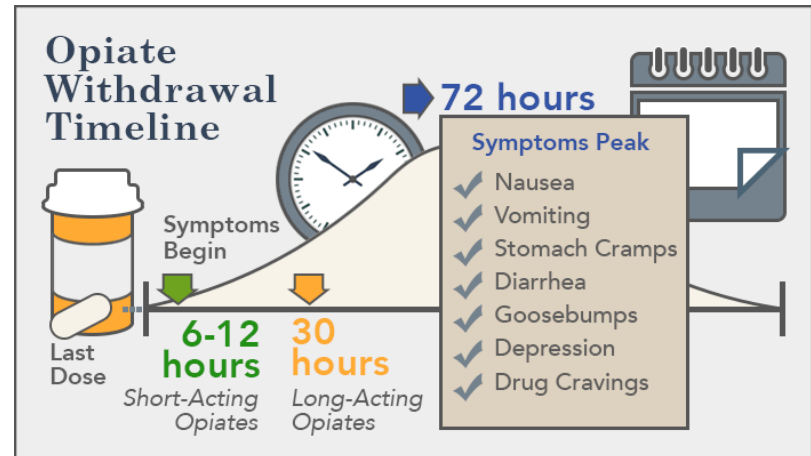 Opiate
Withdrawal
Timeline
72 hours
Symptoms Peak
Nausea
Vomiting
Stomach Cramps
Diarrhea
Goosebumps
Depression
Drug Cravings
Symptoms
Begin
Last
Dose
6-12
hours
Short-Acting
Opiates
30
hours
Long-Acting
Opiates